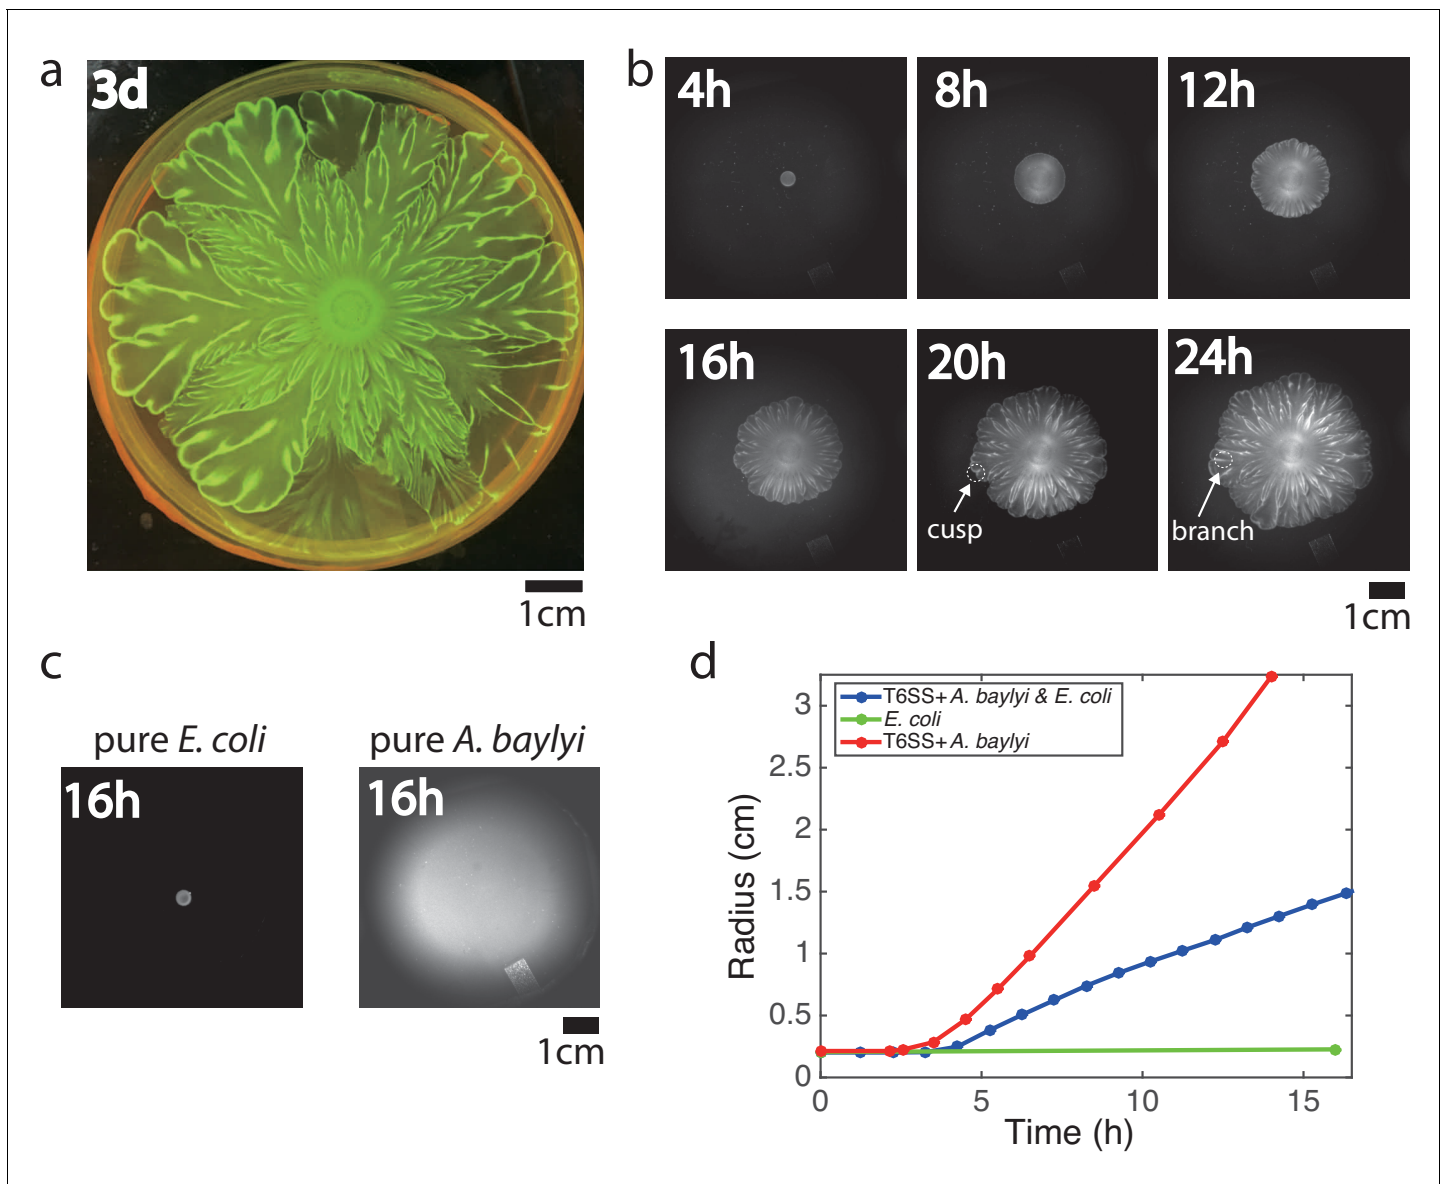 a
3d
1cm
b
4h
8h
12h
16h
20h
24h
cusp
branch
1cm
c
pure E. coli
pure A. baylyi
16h
16h
1cm
d
T6SS+ A. baylyi & E. coli
E. coli
T6SS+ A. baylyi
Radius (cm)
3
2.5
2
1.5
1
0.5
0
0
5
10
15
Time (h)